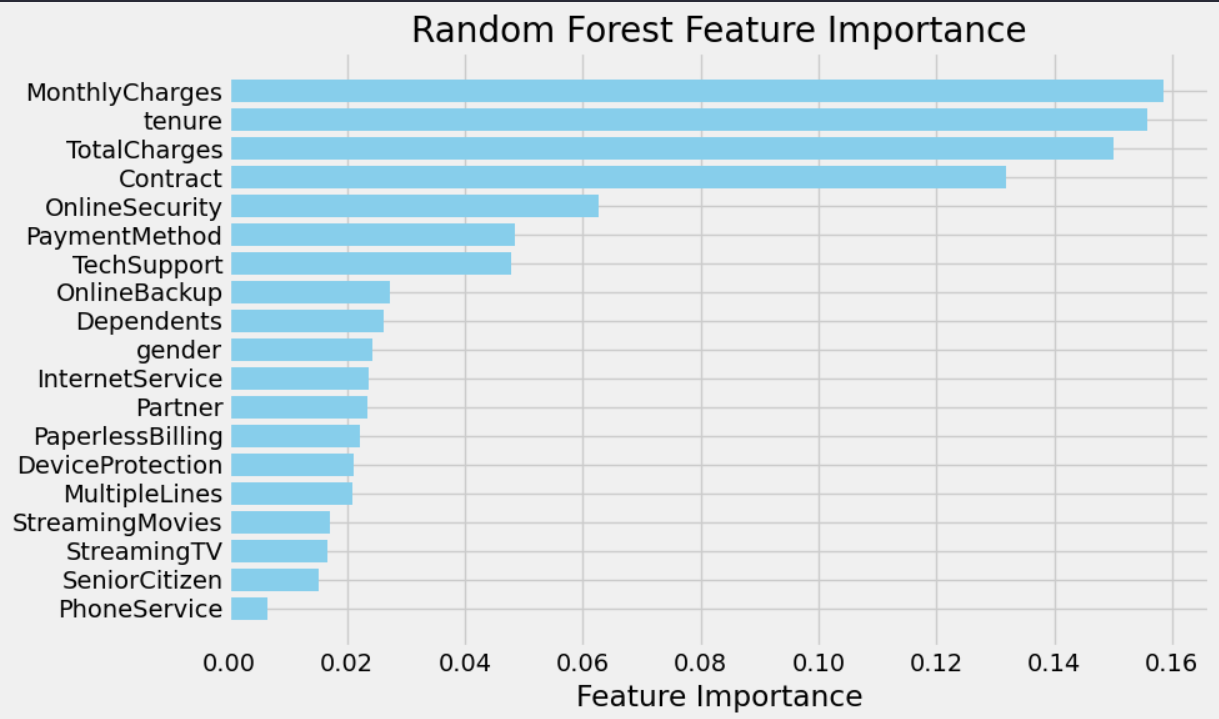 Random Forest Feature Importance
MonthlyCharges
tenure
TotalCharges
Contract
OnlineSecurity
PaymentMethod
TechSupport
OnlineBackup
Dependents
gender
InternetService
Partner
PaperlessBilling
DeviceProtection
MultipleLines
StreamingMovies
StreamingTV
SeniorCitizen
PhoneService
0.00 0.02 0.04 0.06 0.08 0.10 0.12 0.14 0.16
Feature Importance